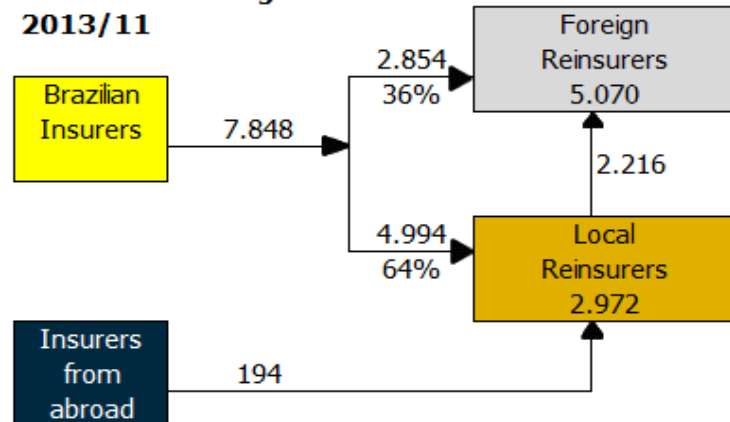 2013/11
Brazilian
Insurers
7.848
2.854
36%
Foreign
Reinsurers
5.070
2.216
4.994
64%
Local
Reinsurers
2.972
Insurers
from
abroad
194